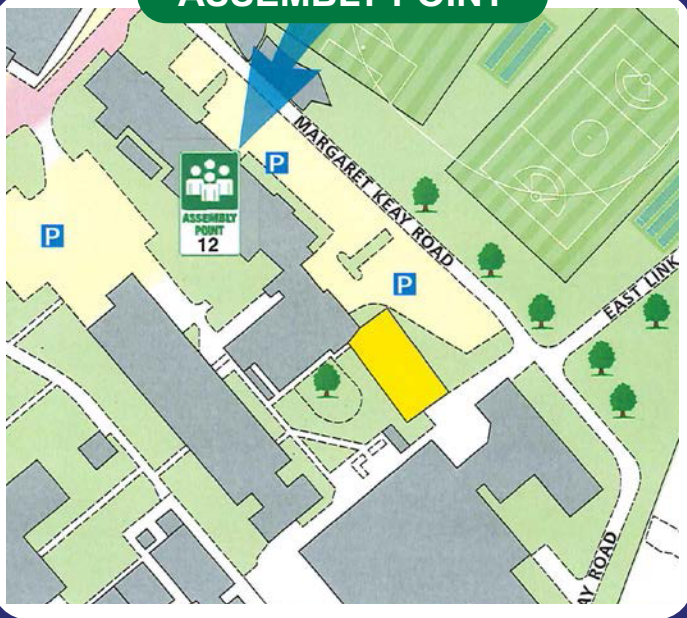 ASSEMBLY POINT
MARGARET KEAY ROAD
P
ASSEMBLY
POINT
12
P
P
EAST LINK
AY ROAD